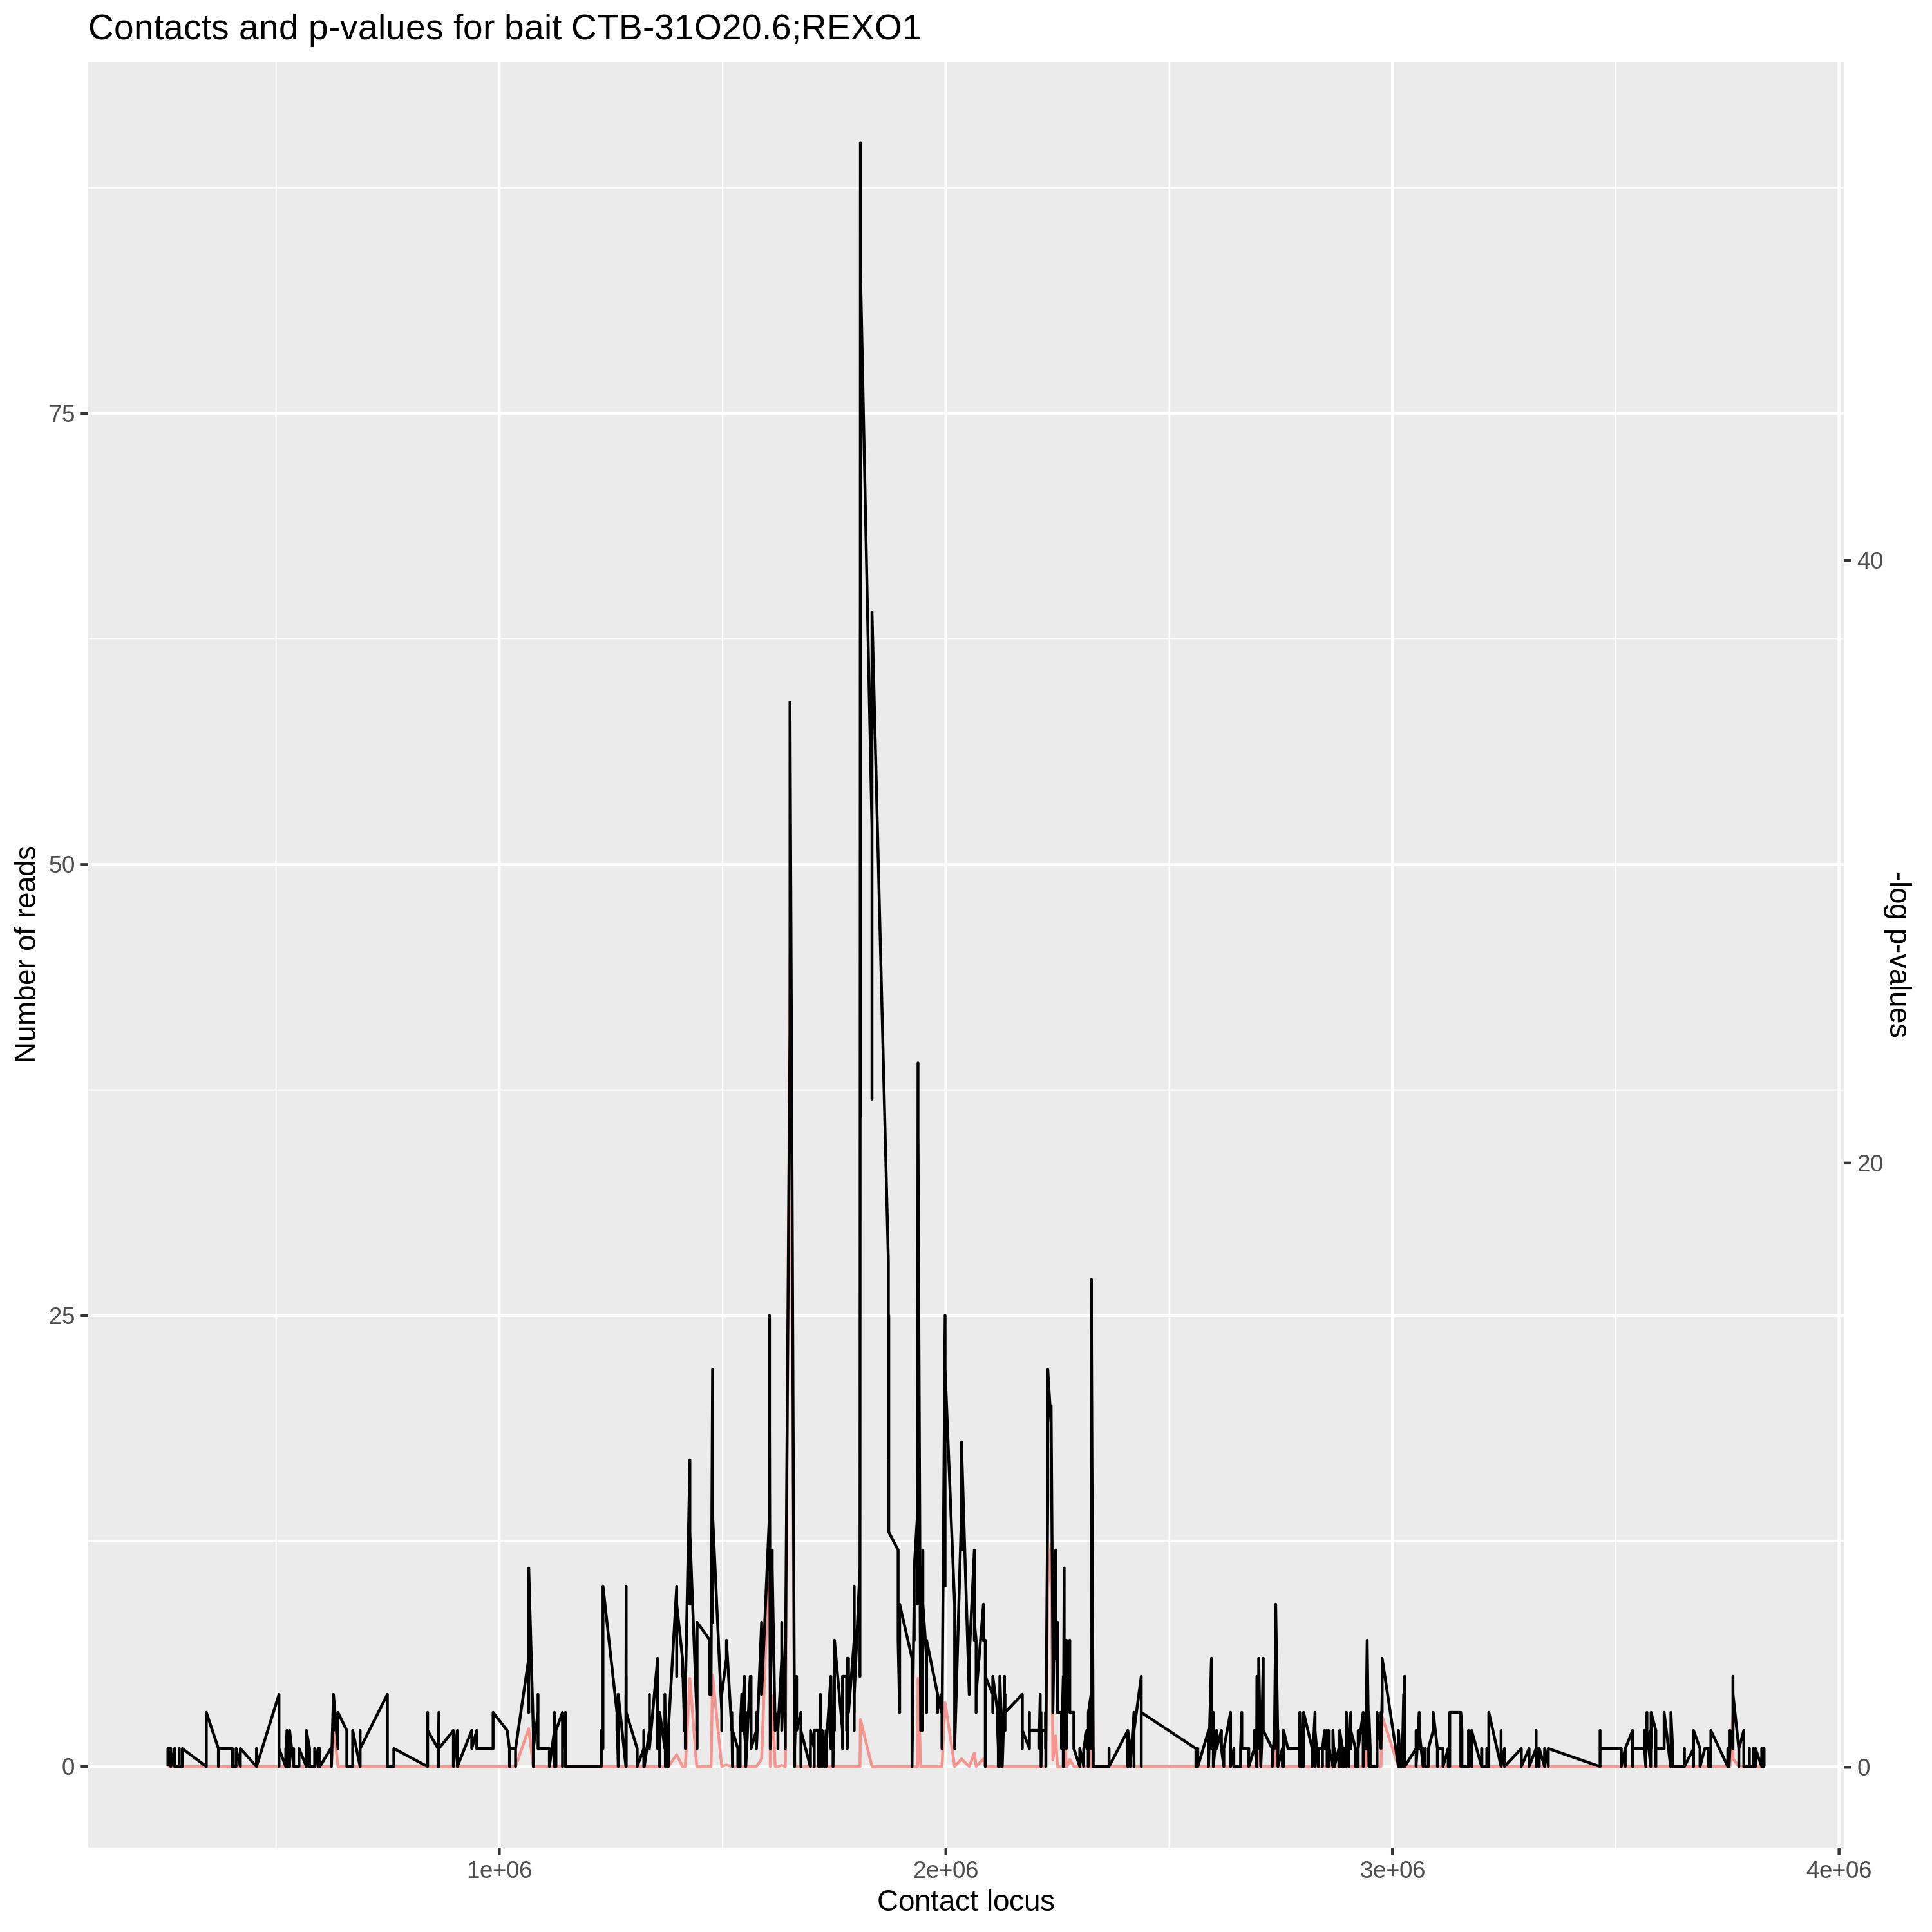 Contacts and p-values for bait CTB-31O20.6;REXO1
Number of reads
75
50
25
0
40
20
0
-log p-values
1e+06
2e+06
3e+06
4e+06
Contact locus